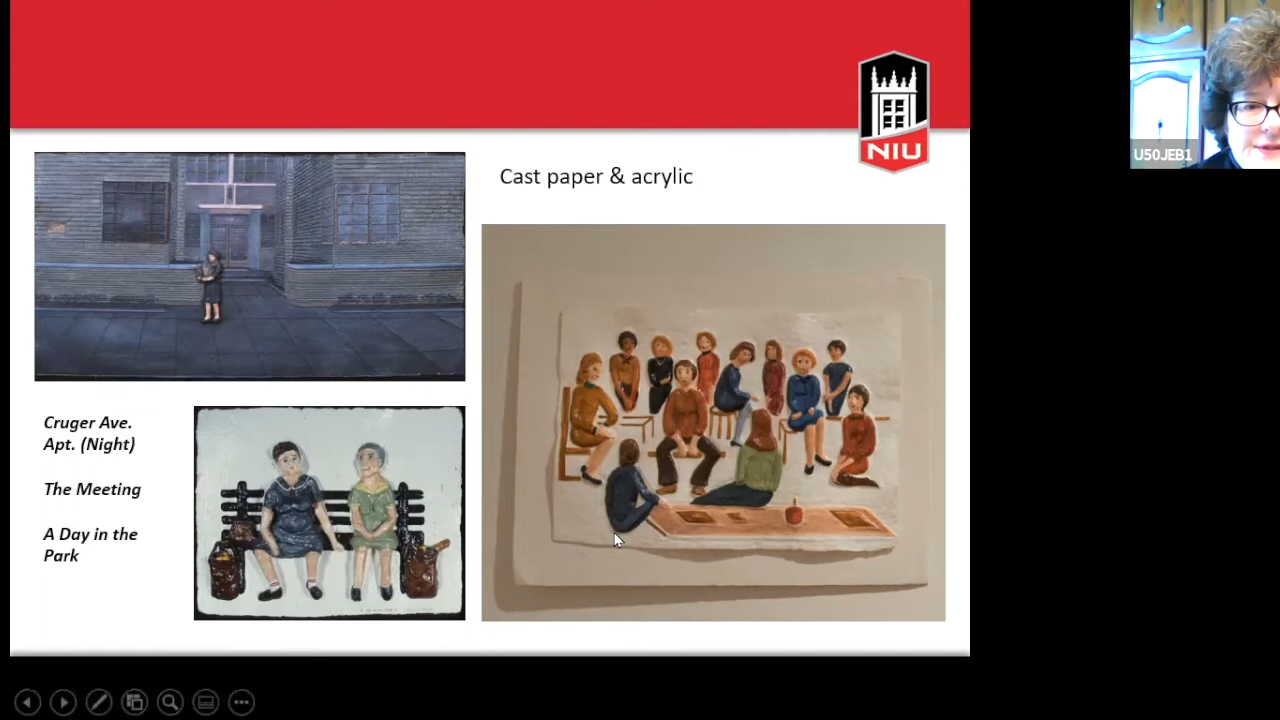 NIU
U50JEB1
Cast paper & acrylic
Cruger Ave.
Apt. (Night)
The Meeting
A Day in the
Park